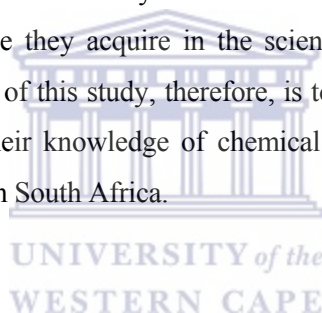 e they acquire in the scien
of this study, therefore, is to
heir knowledge of chemical
n South Africa.
UNIVERSITY of the
WESTERN CAPE